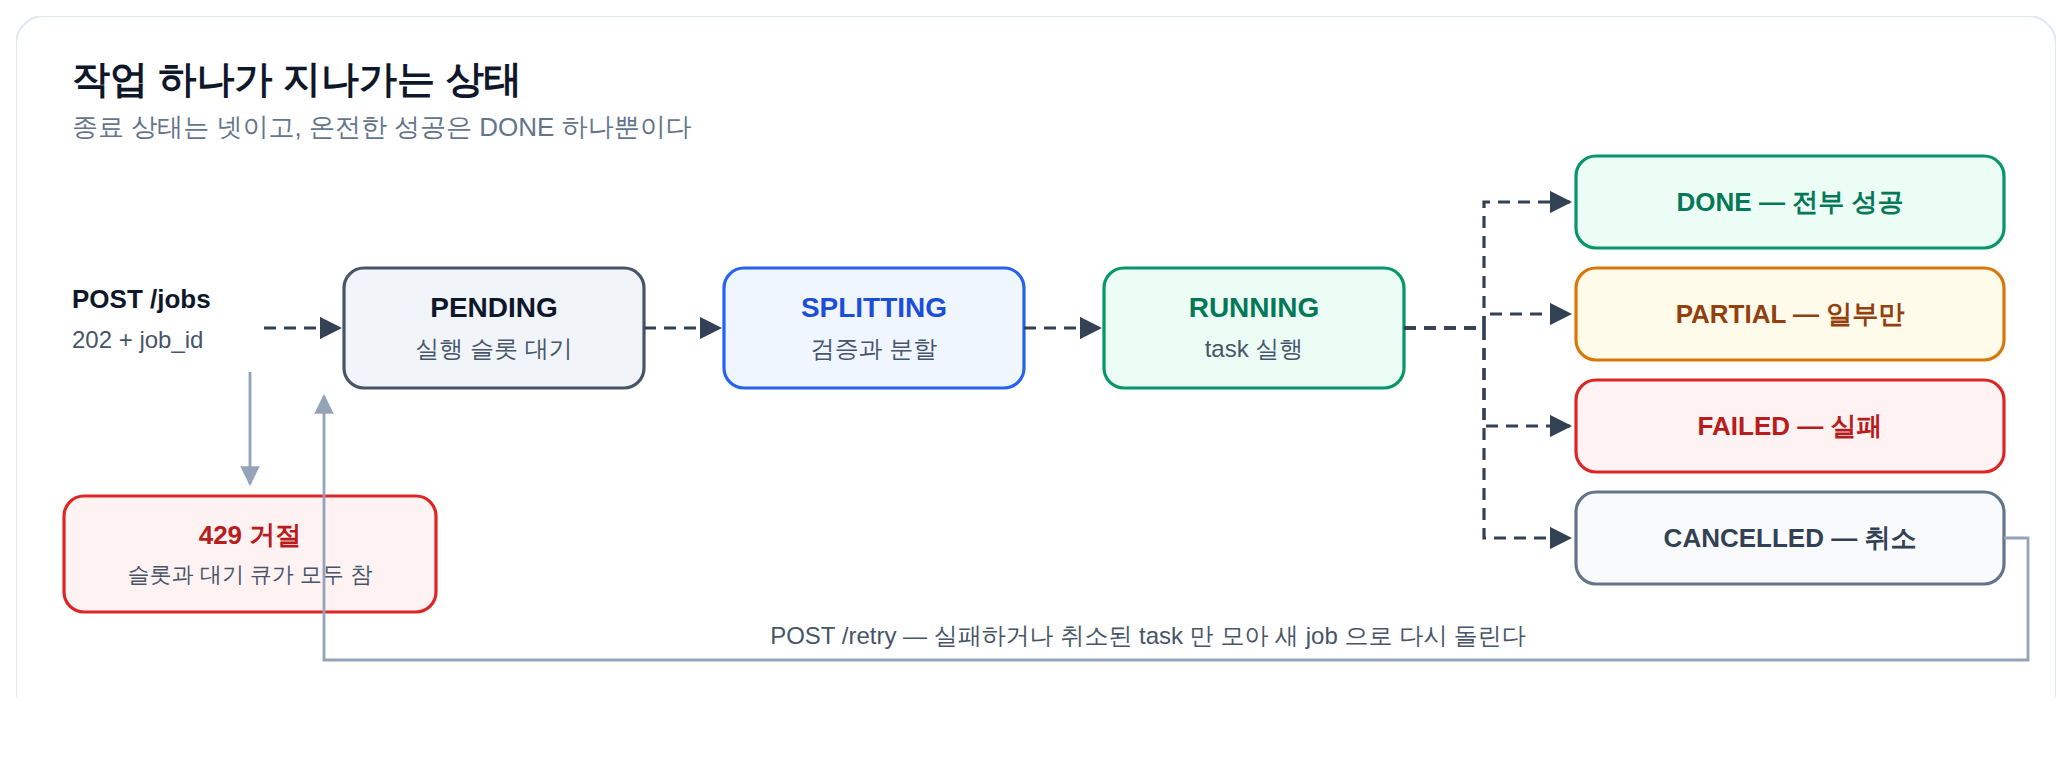 작업 하나가 지나가는 상태
종료 상태는 넷이고, 온전한 성공은 DONE 하나뿐이다
POST /jobs
202 + job_id
PENDING
실행 슬롯 대기
SPLITTING
검증과 분할
RUNNING
task 실행
DONE — 전부 성공
PARTIAL — 일부만
FAILED — 실패
CANCELLED — 취소
429 거절
슬롯과 대기 큐가 모두 참
POST /retry — 실패하거나 취소된 task 만 모아 새 job 으로 다시 돌린다